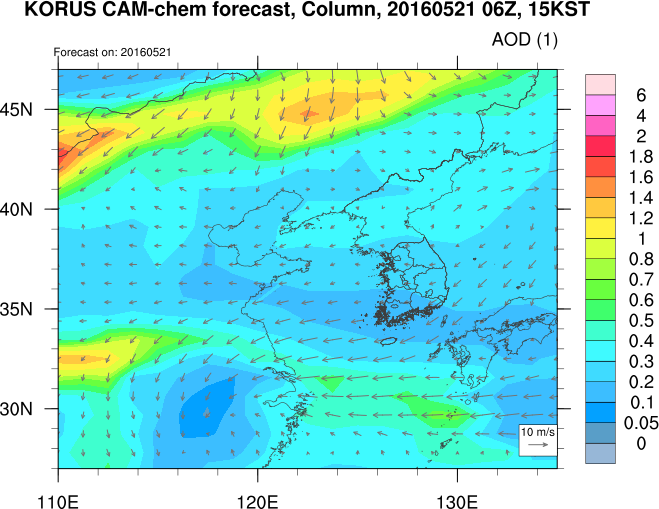 KORUS CAM-chem forecast, Column, 20160521 06Z, 15KST
AOD (1)
Forecast on: 20160521
45N
40N
35N
30N
110E
120E
130E
10 m/s
6
4
2
1.8
1.6
1.4
1.2
1
0.8
0.7
0.6
0.5
0.4
0.3
0.2
0.1
0.05
0